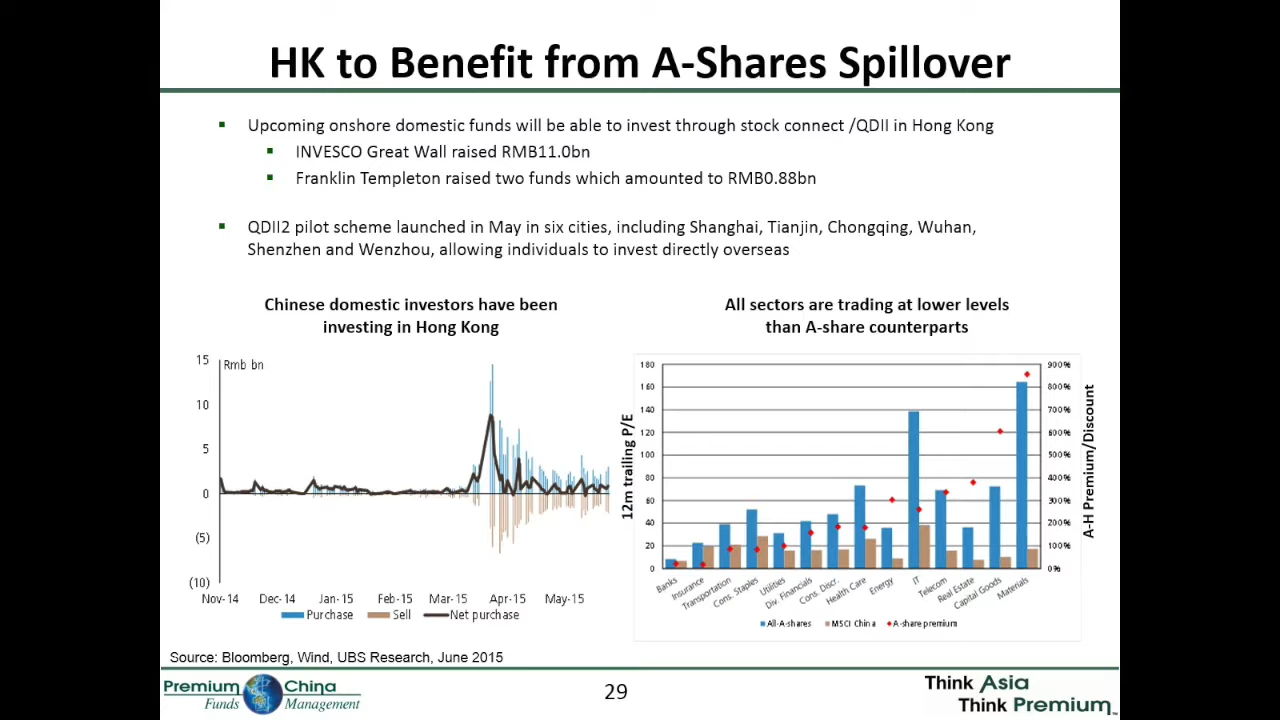 HK to Benefit from A-Shares Spillover
Upcoming onshore domestic funds will be able to invest through stock connect /QDII in Hong Kong
INVESCO Great Wall raised RMB11.0bn
Franklin Templeton raised two funds which amounted to RMB0.88bn
QDII2 pilot scheme launched in May in six cities, including Shanghai, Tianjin, Chongqing, Wuhan,
Shenzhen and Wenzhou, allowing individuals to invest directly overseas
Chinese domestic investors have been
investing in Hong Kong
15
Rmb bn
10
5
0
(5)
(10)
Nov-14 Dec-14 Jan-15 Feb-15 Mar-15 Apr-15 May-15
Purchase Sell Net purchase
All sectors are trading at lower levels
than A-share counterparts
12m trailing P/E
180
160
140
120
100
80
60
40
20
0
900%
800%
700%
600%
500%
400%
300%
200%
100%
0%
A-H Premium/Discount
Banks
Insurance
Transportation
Cons. Staples
Utilities
Div. Financials
Cons. Discr.
Health Care
Energy
IT
Telecom
Real Estate
Capital Goods
Materials
All-A-shares MSCI China A-share premium
Source: Bloomberg, Wind, UBS Research, June 2015
Premium China
Funds Management
29
Think Asia
Think Premium™